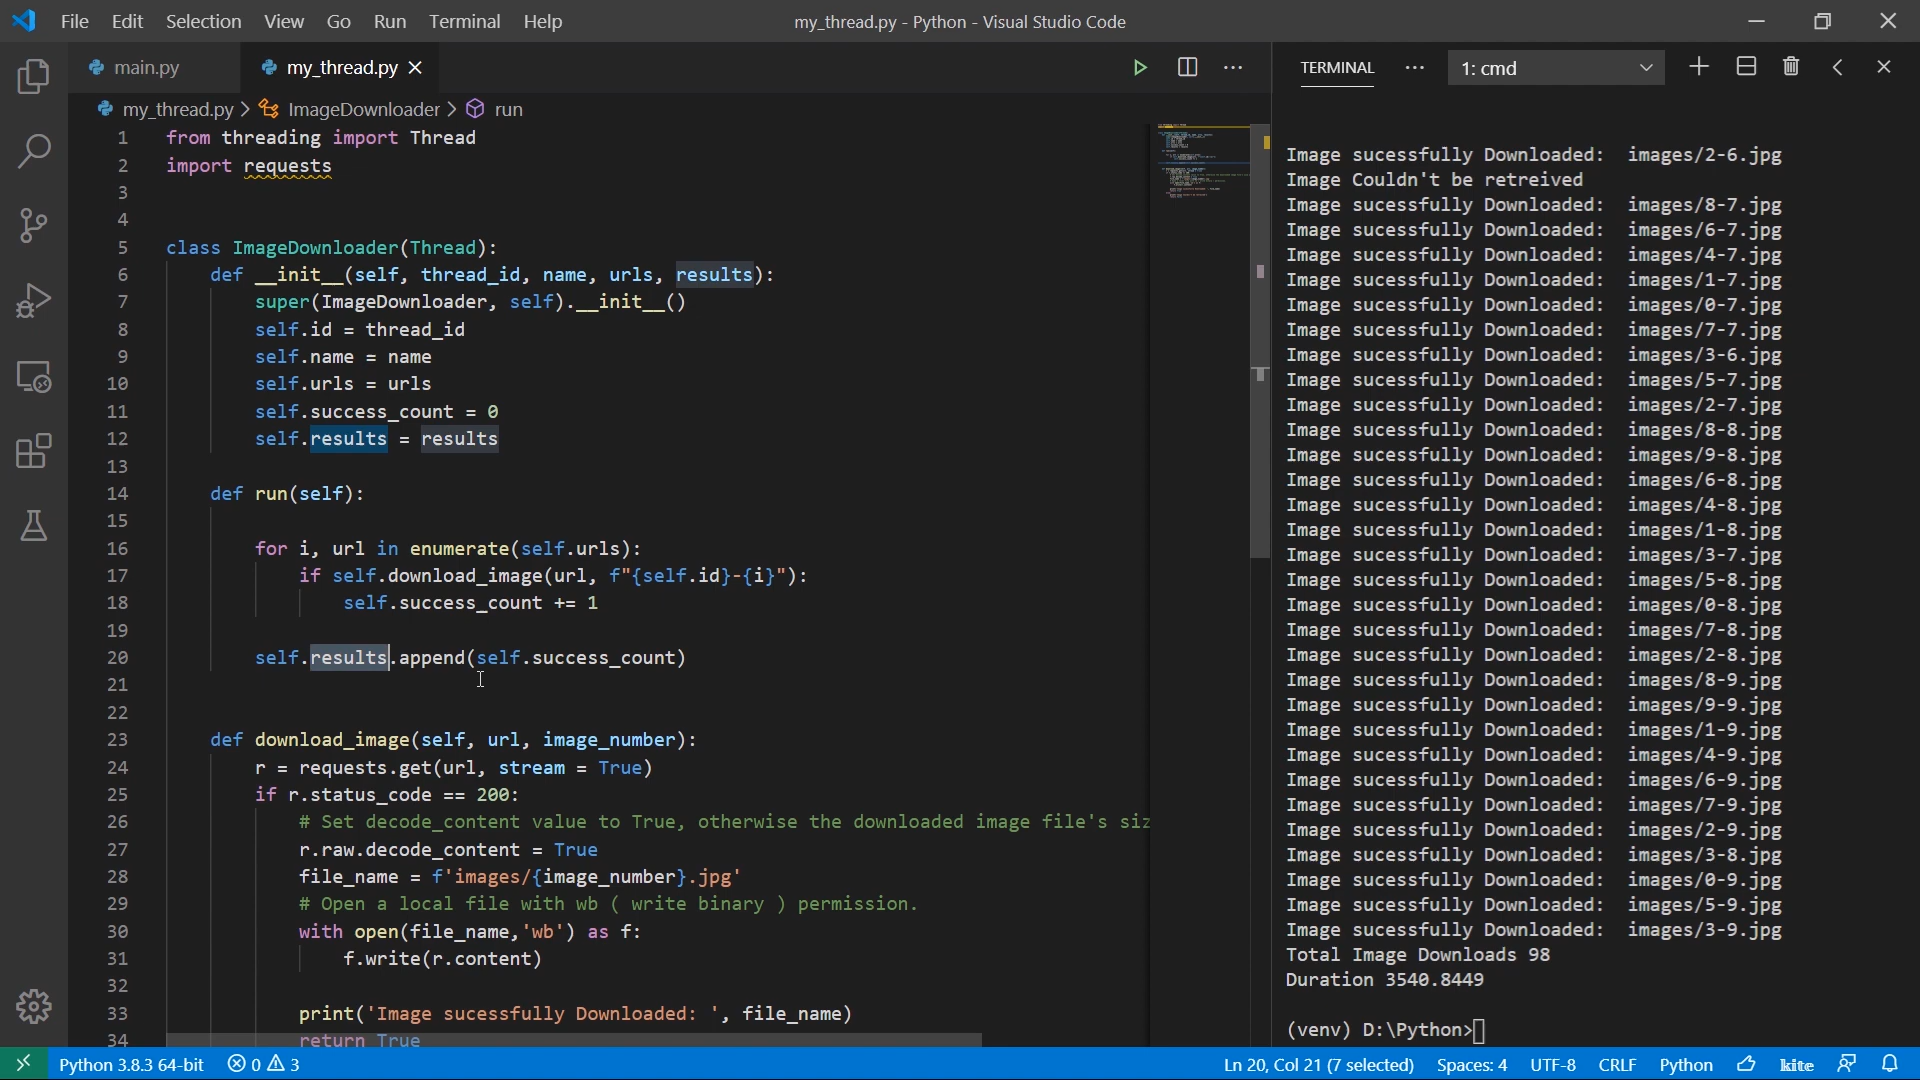 File Edit Selection View Go Run Terminal Help
my_thread.py - Python - Visual Studio Code
main.py
my_thread.py
my_thread.py > ImageDownloader > run
1 from threading import Thread
2 import requests
3
4
5 class ImageDownloader(Thread):
6 def __init__(self, thread_id, name, urls, results):
7 super(ImageDownloader, self).__init__()
8 self.id = thread_id
9 self.name = name
10 self.urls = urls
11 self.success_count = 0
12 self.results = results
13
14 def run(self):
15
16 for i, url in enumerate(self.urls):
17 if self.download_image(url, f"{self.id}-{i}"):
18 self.success_count += 1
19
20 self.results.append(self.success_count)
21
22
23 def download_image(self, url, image_number):
24 r = requests.get(url, stream = True)
25 if r.status_code == 200:
26 # Set decode_content value to True, otherwise the downloaded image file's siz
27 r.raw.decode_content = True
28 file_name = f'images/{image_number}.jpg'
29 # Open a local file with wb ( write binary ) permission.
30 with open(file_name,'wb') as f:
31 f.write(r.content)
32
33 print('Image sucessfully Downloaded: ', file_name)
34 return True
TERMINAL
1: cmd
Image sucessfully Downloaded:  images/2-6.jpg
Image Couldn't be retreived
Image sucessfully Downloaded:  images/8-7.jpg
Image sucessfully Downloaded:  images/6-7.jpg
Image sucessfully Downloaded:  images/4-7.jpg
Image sucessfully Downloaded:  images/1-7.jpg
Image sucessfully Downloaded:  images/0-7.jpg
Image sucessfully Downloaded:  images/7-7.jpg
Image sucessfully Downloaded:  images/3-6.jpg
Image sucessfully Downloaded:  images/5-7.jpg
Image sucessfully Downloaded:  images/2-7.jpg
Image sucessfully Downloaded:  images/8-8.jpg
Image sucessfully Downloaded:  images/9-8.jpg
Image sucessfully Downloaded:  images/6-8.jpg
Image sucessfully Downloaded:  images/4-8.jpg
Image sucessfully Downloaded:  images/1-8.jpg
Image sucessfully Downloaded:  images/3-7.jpg
Image sucessfully Downloaded:  images/5-8.jpg
Image sucessfully Downloaded:  images/0-8.jpg
Image sucessfully Downloaded:  images/7-8.jpg
Image sucessfully Downloaded:  images/2-8.jpg
Image sucessfully Downloaded:  images/8-9.jpg
Image sucessfully Downloaded:  images/9-9.jpg
Image sucessfully Downloaded:  images/1-9.jpg
Image sucessfully Downloaded:  images/4-9.jpg
Image sucessfully Downloaded:  images/6-9.jpg
Image sucessfully Downloaded:  images/7-9.jpg
Image sucessfully Downloaded:  images/2-9.jpg
Image sucessfully Downloaded:  images/3-8.jpg
Image sucessfully Downloaded:  images/0-9.jpg
Image sucessfully Downloaded:  images/5-9.jpg
Image sucessfully Downloaded:  images/3-9.jpg
Total Image Downloads 98
Duration 3540.8449
(venv) D:\Python>
Python 3.8.3 64-bit 0 3 Ln 20, Col 21 (7 selected) Spaces: 4 UTF-8 CRLF Python kite